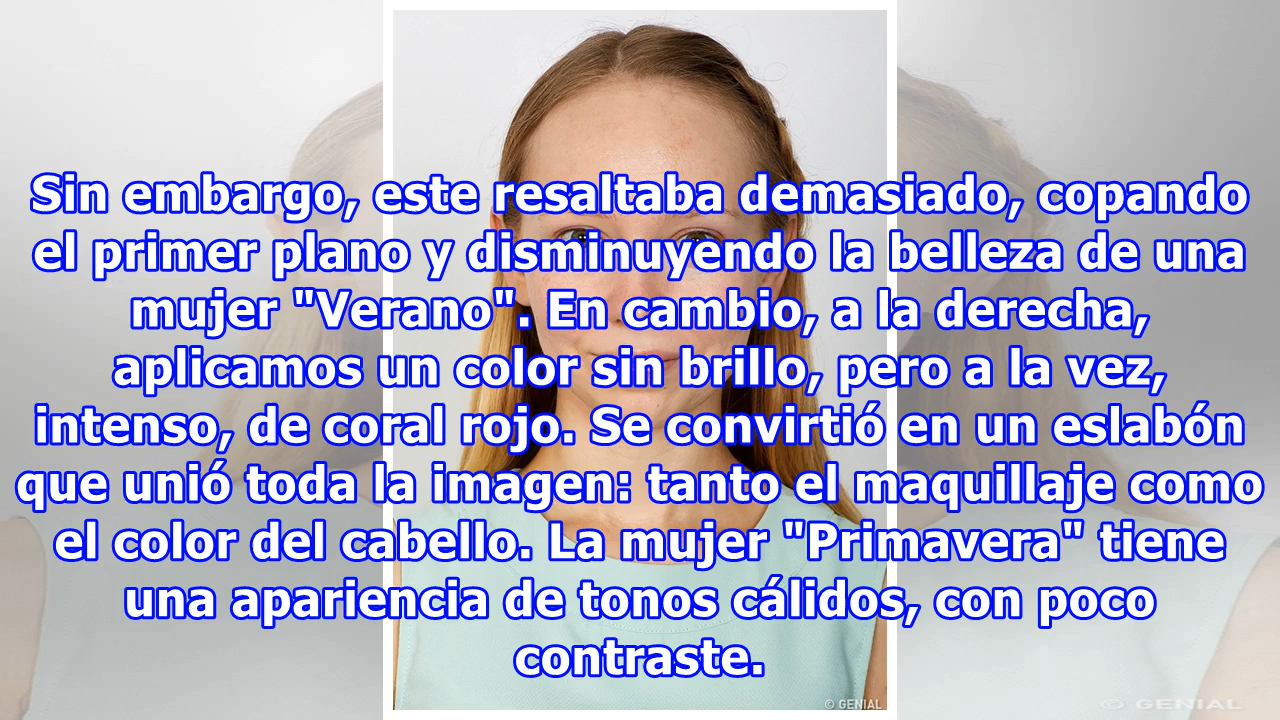 Sin embargo, este resaltaba demasiado, copando
el primer plano y disminuyendo la belleza de una
mujer "Verano". En cambio, a la derecha,
aplicamos un color sin brillo, pero a la vez,
intenso, de coral rojo. Se convirtió en un eslabón
que unió toda la imagen: tanto el maquillaje como
el color del cabello. La mujer "Primavera" tiene
una apariencia de tonos cálidos, con poco
contraste.
© GENIAL
© GENIAL